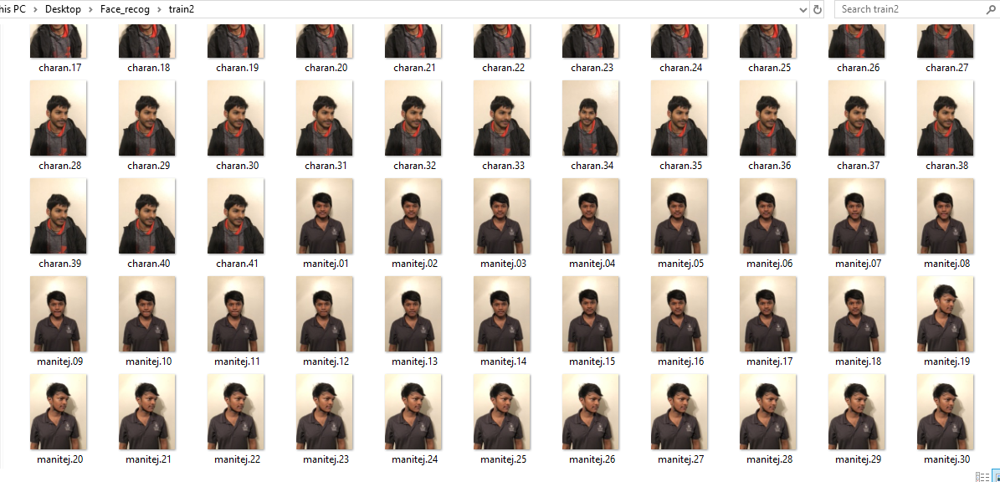 his PC > Desktop > Face_recog > train2 Search train2
charan.17 charan.18 charan.19 charan.20 charan.21 charan.22 charan.23 charan.24 charan.25 charan.26 charan.27
charan.28 charan.29 charan.30 charan.31 charan.32 charan.33 charan.34 charan.35 charan.36 charan.37 charan.38
charan.39 charan.40 charan.41 manitej.01 manitej.02 manitej.03 manitej.04 manitej.05 manitej.06 manitej.07 manitej.08
manitej.09 manitej.10 manitej.11 manitej.12 manitej.13 manitej.14 manitej.15 manitej.16 manitej.17 manitej.18 manitej.19
manitej.20 manitej.21 manitej.22 manitej.23 manitej.24 manitej.25 manitej.26 manitej.27 manitej.28 manitej.29 manitej.30